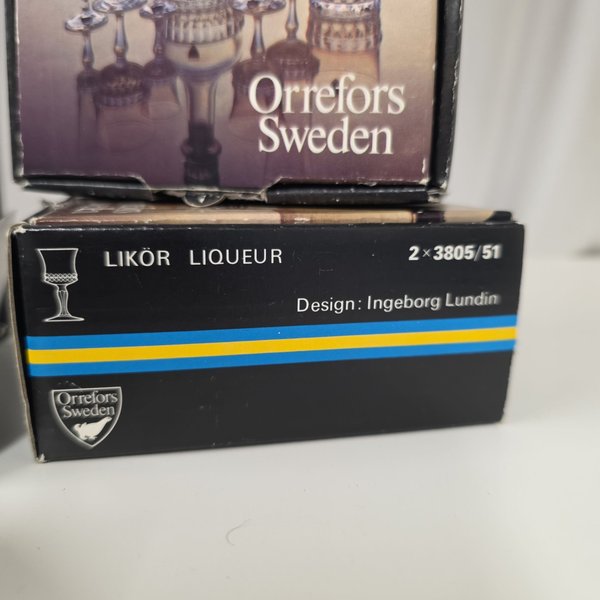 Orrefors
Sweden
LIKÖR LIQUEUR
2×3805/51
Design: Ingeborg Lundin
Orrefors
Sweden